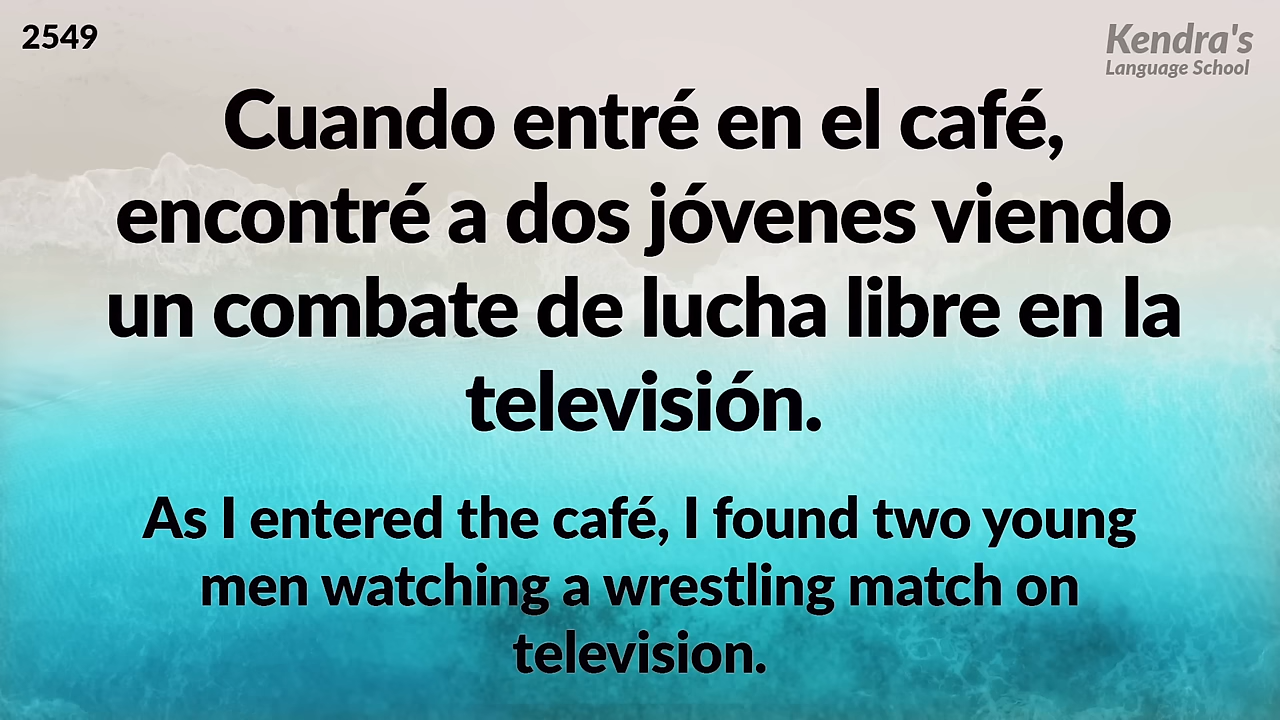 2549
Kendra's
Language School
Cuando entré en el café,
encontré a dos jóvenes viendo
un combate de lucha libre en la
televisión.
As I entered the café, I found two young
men watching a wrestling match on
television.